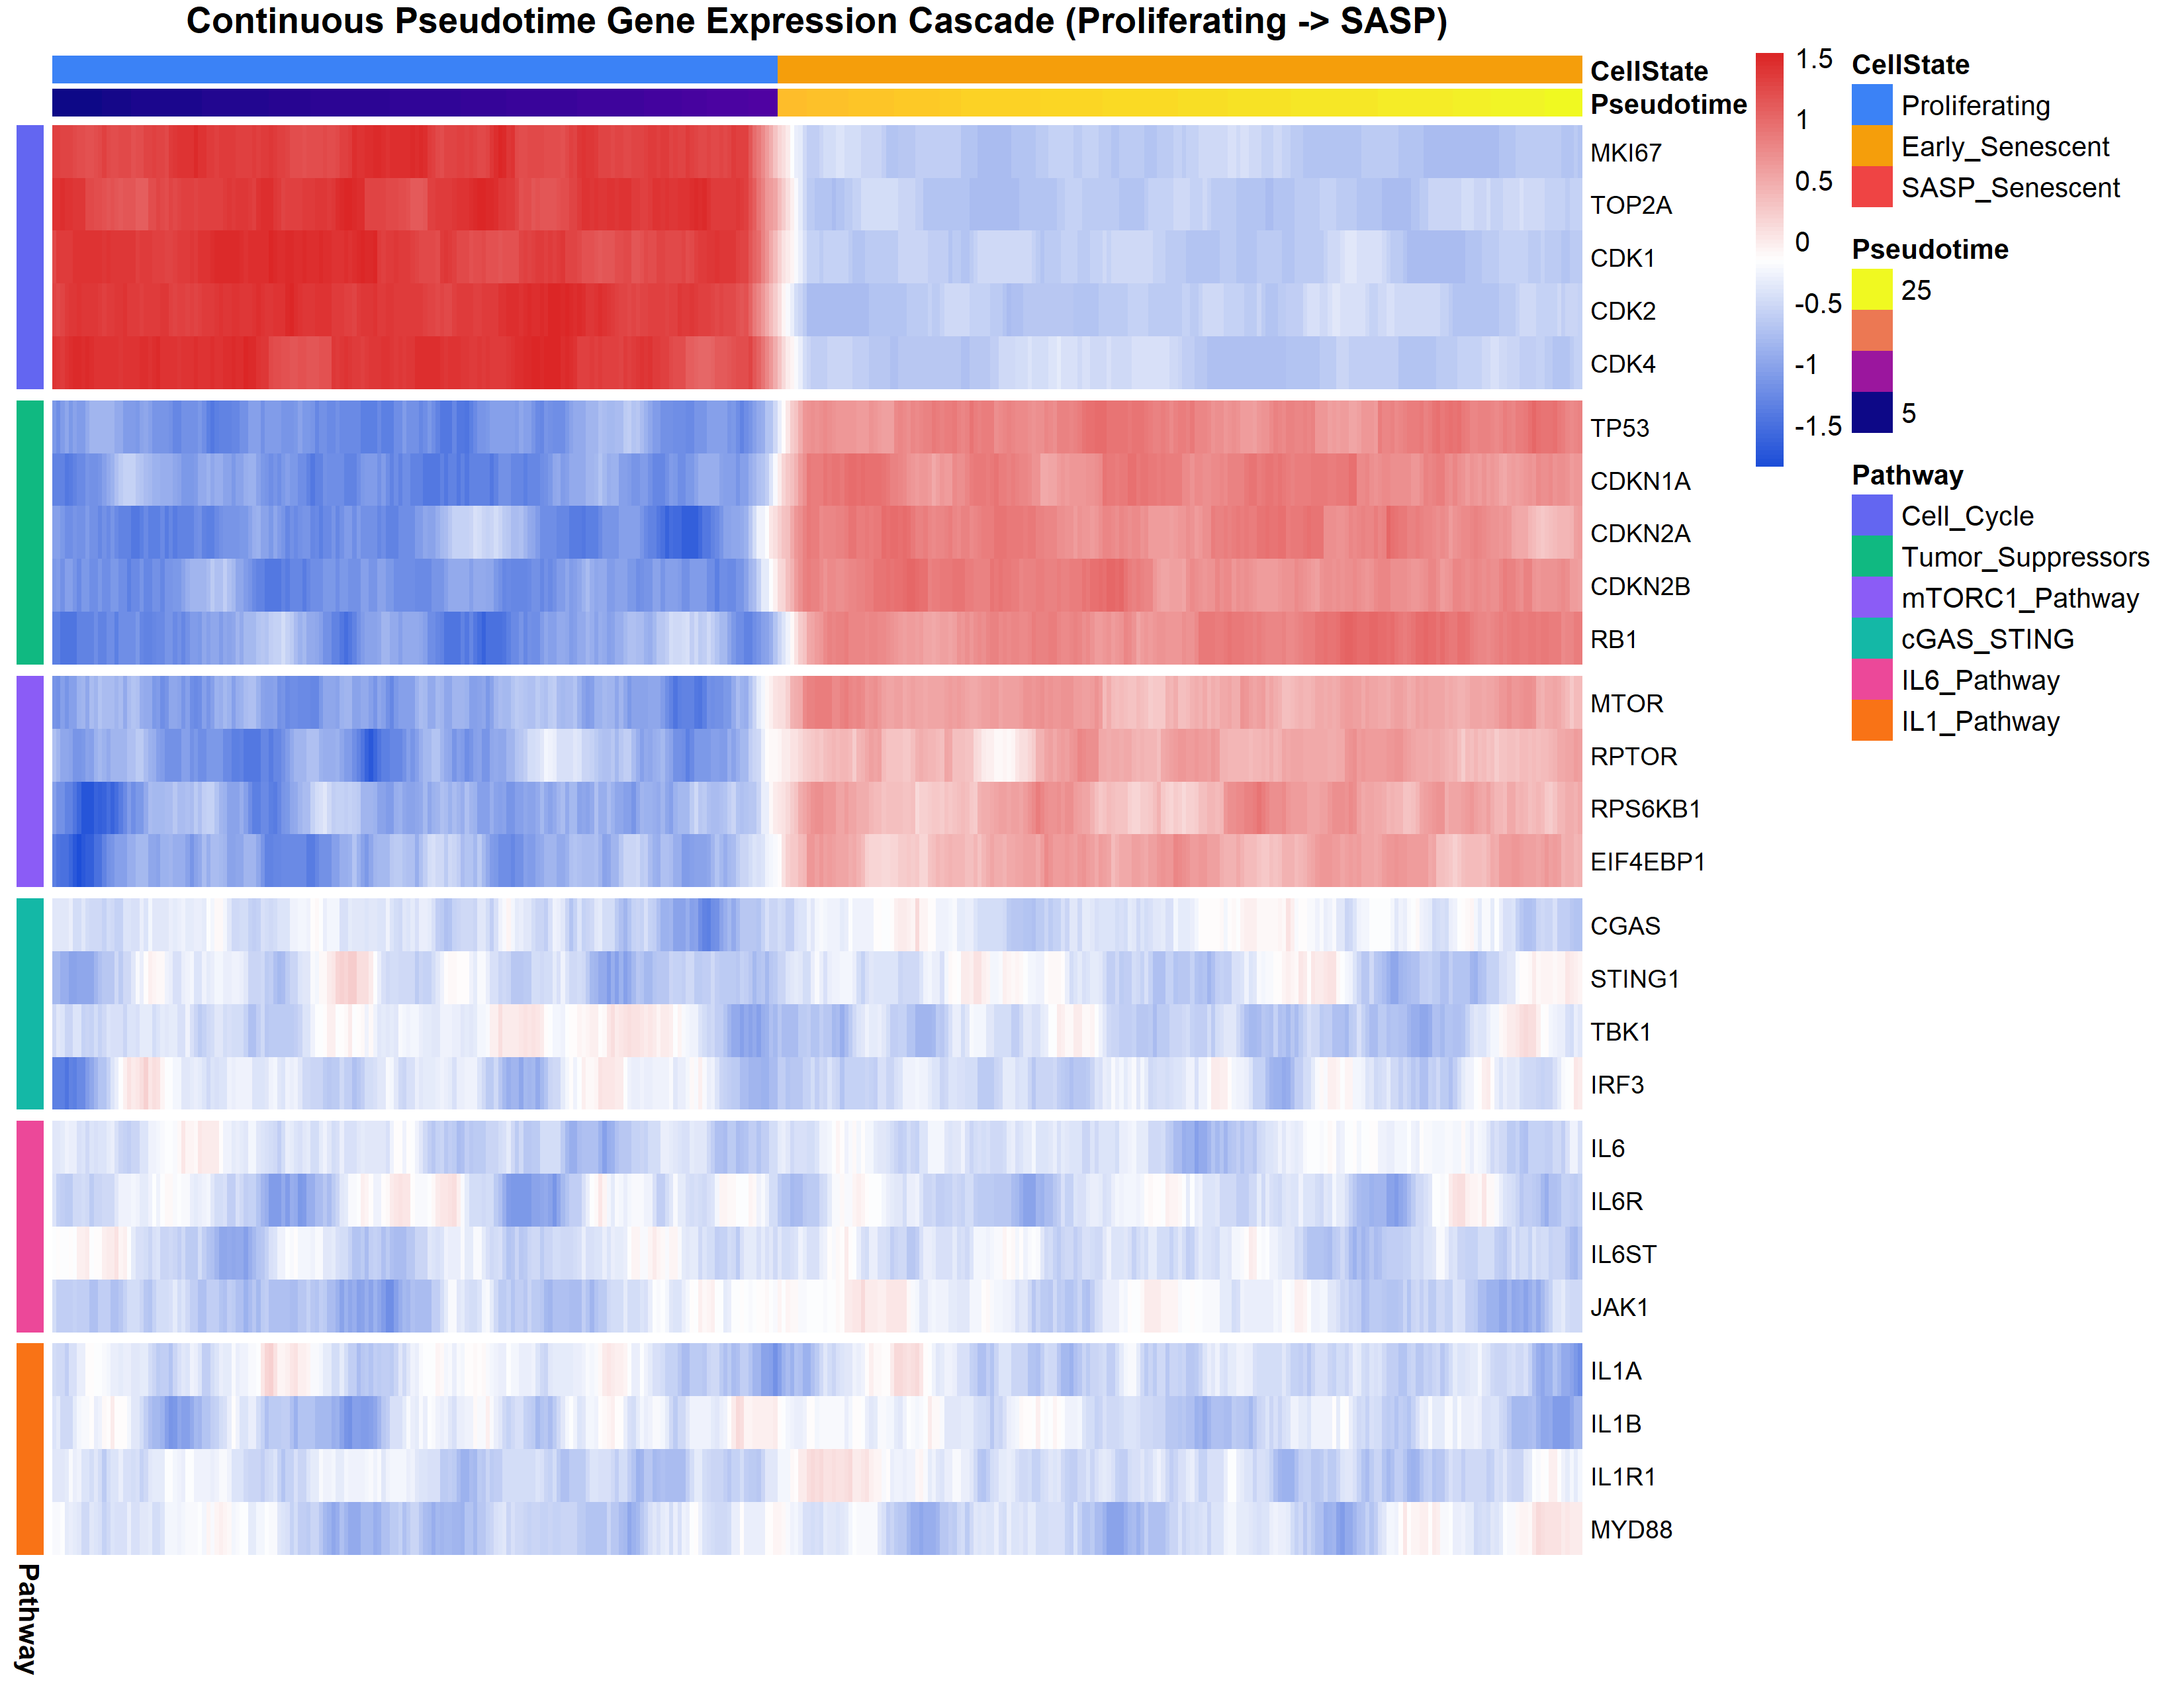 Continuous Pseudotime Gene Expression Cascade (Proliferating -> SASP)
CellState
Pseudotime
MKI67
TOP2A
CDK1
CDK2
CDK4
TP53
CDKN1A
CDKN2A
CDKN2B
RB1
MTOR
RPTOR
RPS6KB1
EIF4EBP1
CGAS
STING1
TBK1
IRF3
IL6
IL6R
IL6ST
JAK1
IL1A
IL1B
IL1R1
MYD88
Pathway
1.5
1
0.5
0
-0.5
-1
-1.5
CellState
Proliferating
Early_Senescent
SASP_Senescent
Pseudotime
25
5
Pathway
Cell_Cycle
Tumor_Suppressors
mTORC1_Pathway
cGAS_STING
IL6_Pathway
IL1_Pathway